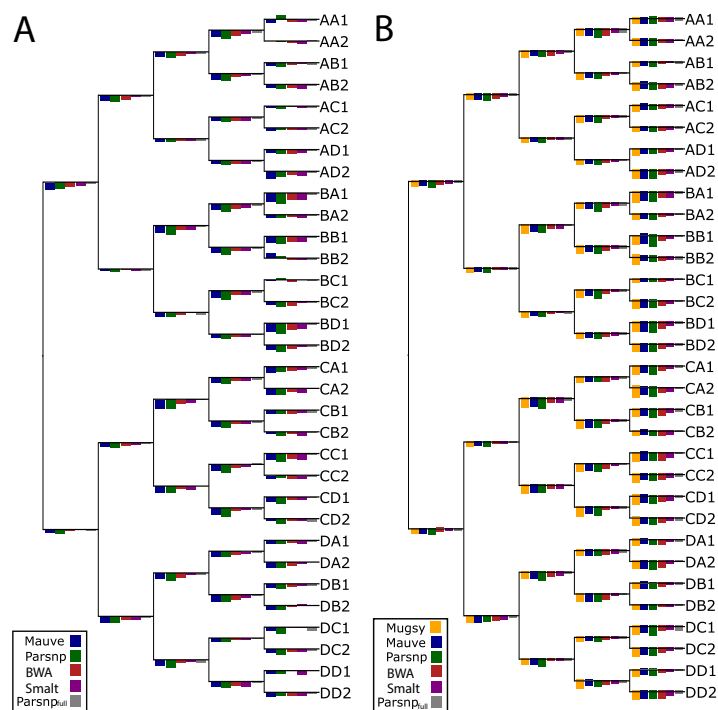 A
AA1
AA2
AB1
AB2
AC1
AC2
AD1
AD2
BA1
BA2
BB1
BB2
BC1
BC2
BD1
BD2
CA1
CA2
CB1
CB2
CC1
CC2
CD1
CD2
DA1
DA2
DB1
DB2
DC1
DC2
DD1
DD2
Mauve
Parsnp
BWA
Smalt
Parsnpfull
B
AA1
AA2
AB1
AB2
AC1
AC2
AD1
AD2
BA1
BA2
BB1
BB2
BC1
BC2
BD1
BD2
CA1
CA2
CB1
CB2
CC1
CC2
CD1
CD2
DA1
DA2
DB1
DB2
DC1
DC2
DD1
DD2
Mugsy
Mauve
Parsnp
BWA
Smalt
Parsnpfull